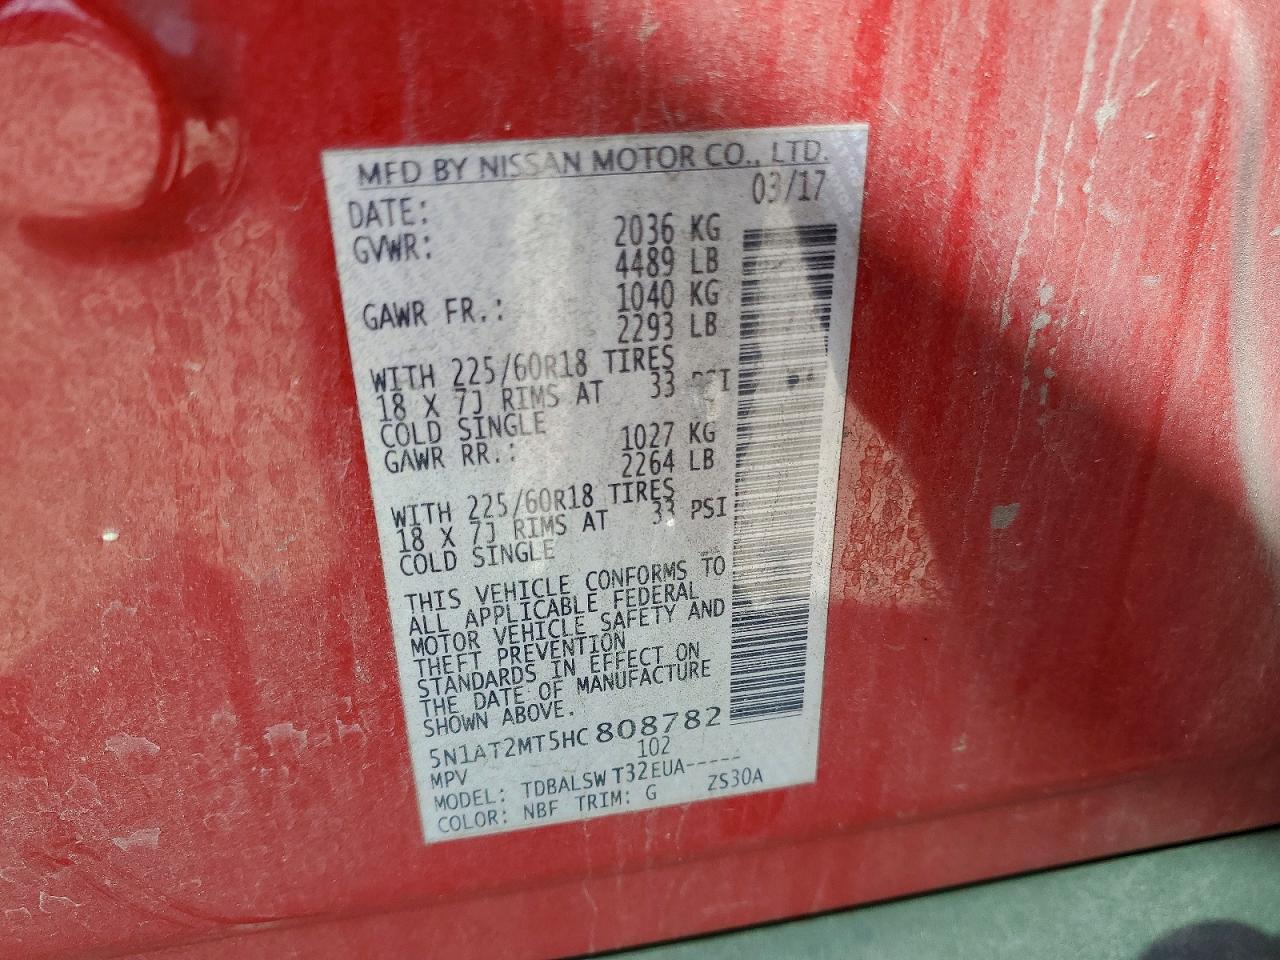 MFD BY NISSAN MOTOR CO., LTD.
DATE: 03/17
GVWR: 2036 KG
4489 LB
GAWR FR.: 1040 KG
2293 LB
WITH 225/60R18 TIRES
18 X 7J RIMS AT 33 PSI
COLD SINGLE
GAWR RR.: 1027 KG
2264 LB
WITH 225/60R18 TIRES
18 X 7J RIMS AT 33 PSI
COLD SINGLE
THIS VEHICLE CONFORMS TO
ALL APPLICABLE FEDERAL
MOTOR VEHICLE SAFETY AND
THEFT PREVENTION
STANDARDS IN EFFECT ON
THE DATE OF MANUFACTURE
SHOWN ABOVE.
5N1AT2MT5HC808782
MPV 102
MODEL: TDBALSW T32EUA-----
COLOR: NBF TRIM: G ZS30A